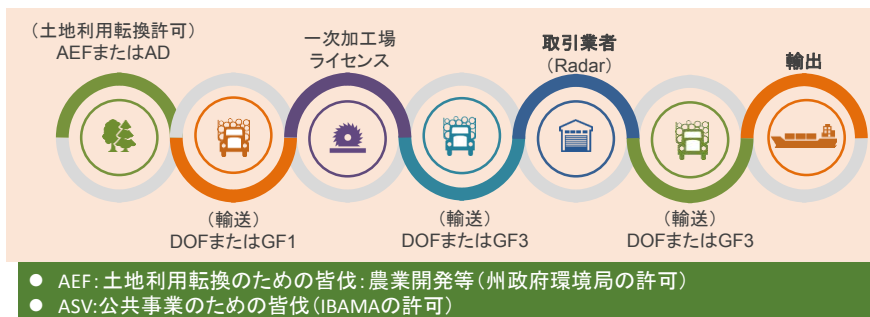 （土地利用転換許可）
AEFまたはAD
一次加工場
ライセンス
取引業者
（Radar）
輸出
（輸送）
DOFまたはGF1
（輸送）
DOFまたはGF3
（輸送）
DOFまたはGF3
● AEF：土地利用転換のための皆伐：農業開発等（州政府環境局の許可）
● ASV:公共事業のための皆伐（IBAMAの許可）